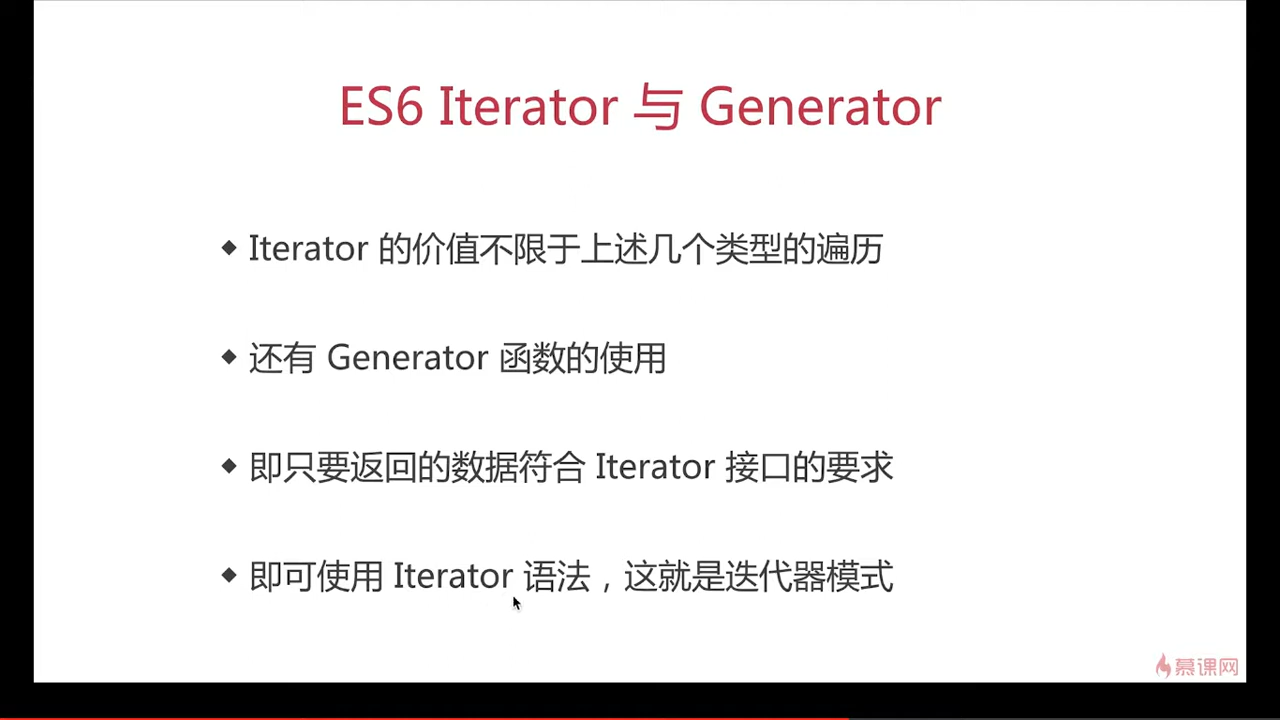 ES6 Iterator 与 Generator
◆ Iterator 的价值不限于上述几个类型的遍历
◆ 还有 Generator 函数的使用
◆ 即只要返回的数据符合 Iterator 接口的要求
◆ 即可使用 Iterator 语法，这就是迭代器模式
慕课网